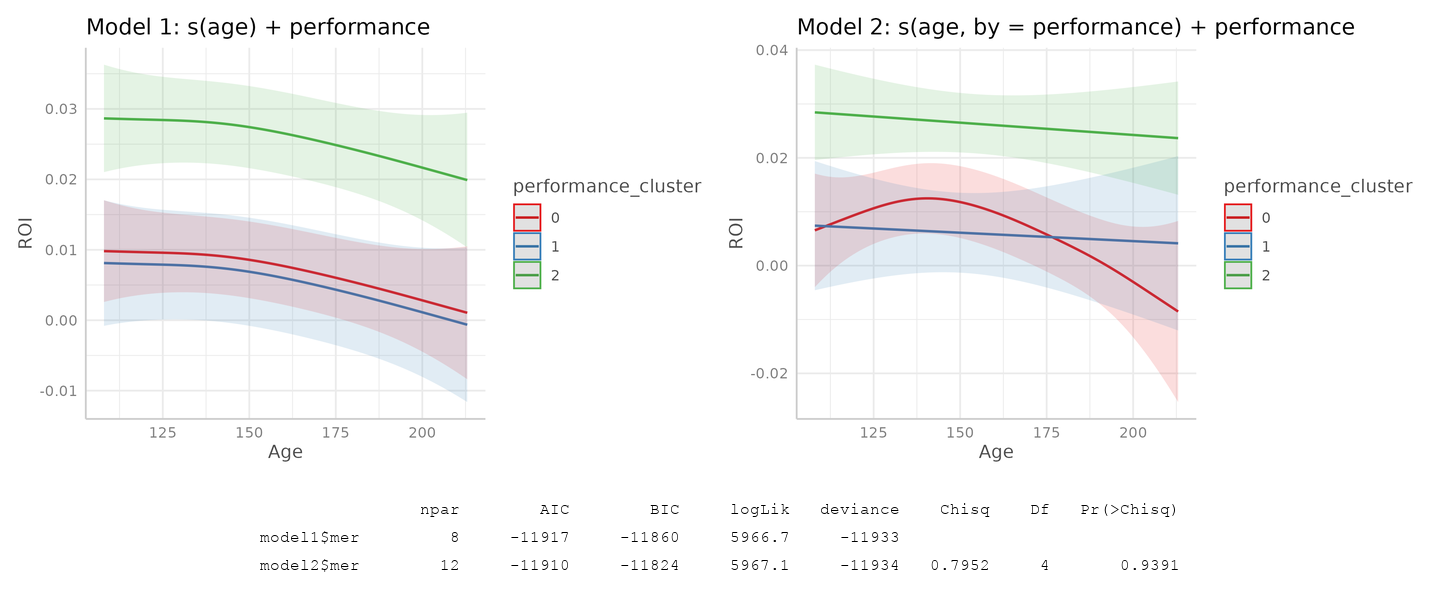 Model 1: s(age) + performance
0.03
0.02
0.01
0.00
-0.01
ROI
125 150 175 200
Age
performance_cluster
0
1
2
Model 2: s(age, by = performance) + performance
0.04
0.02
0.00
-0.02
ROI
125 150 175 200
Age
performance_cluster
0
1
2
npar AIC BIC logLik deviance Chisq Df Pr(>Chisq)
model1$mer 8 -11917 -11860 5966.7 -11933
model2$mer 12 -11910 -11824 5967.1 -11934 0.7952 4 0.9391